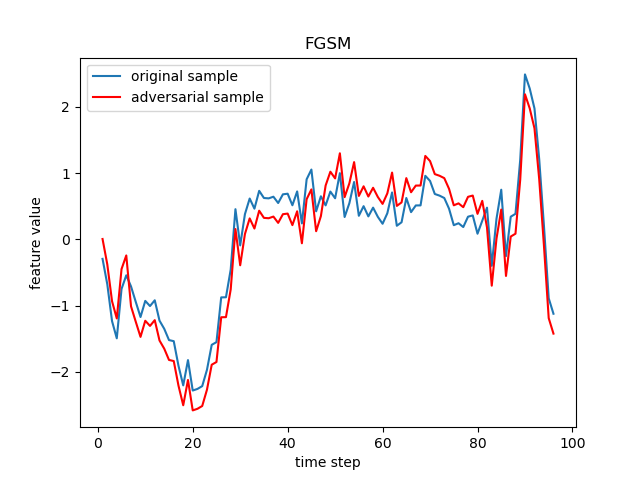 FGSM
original sample
adversarial sample
2
1
0
−1
−2
feature value
0 20 40 60 80 100
time step